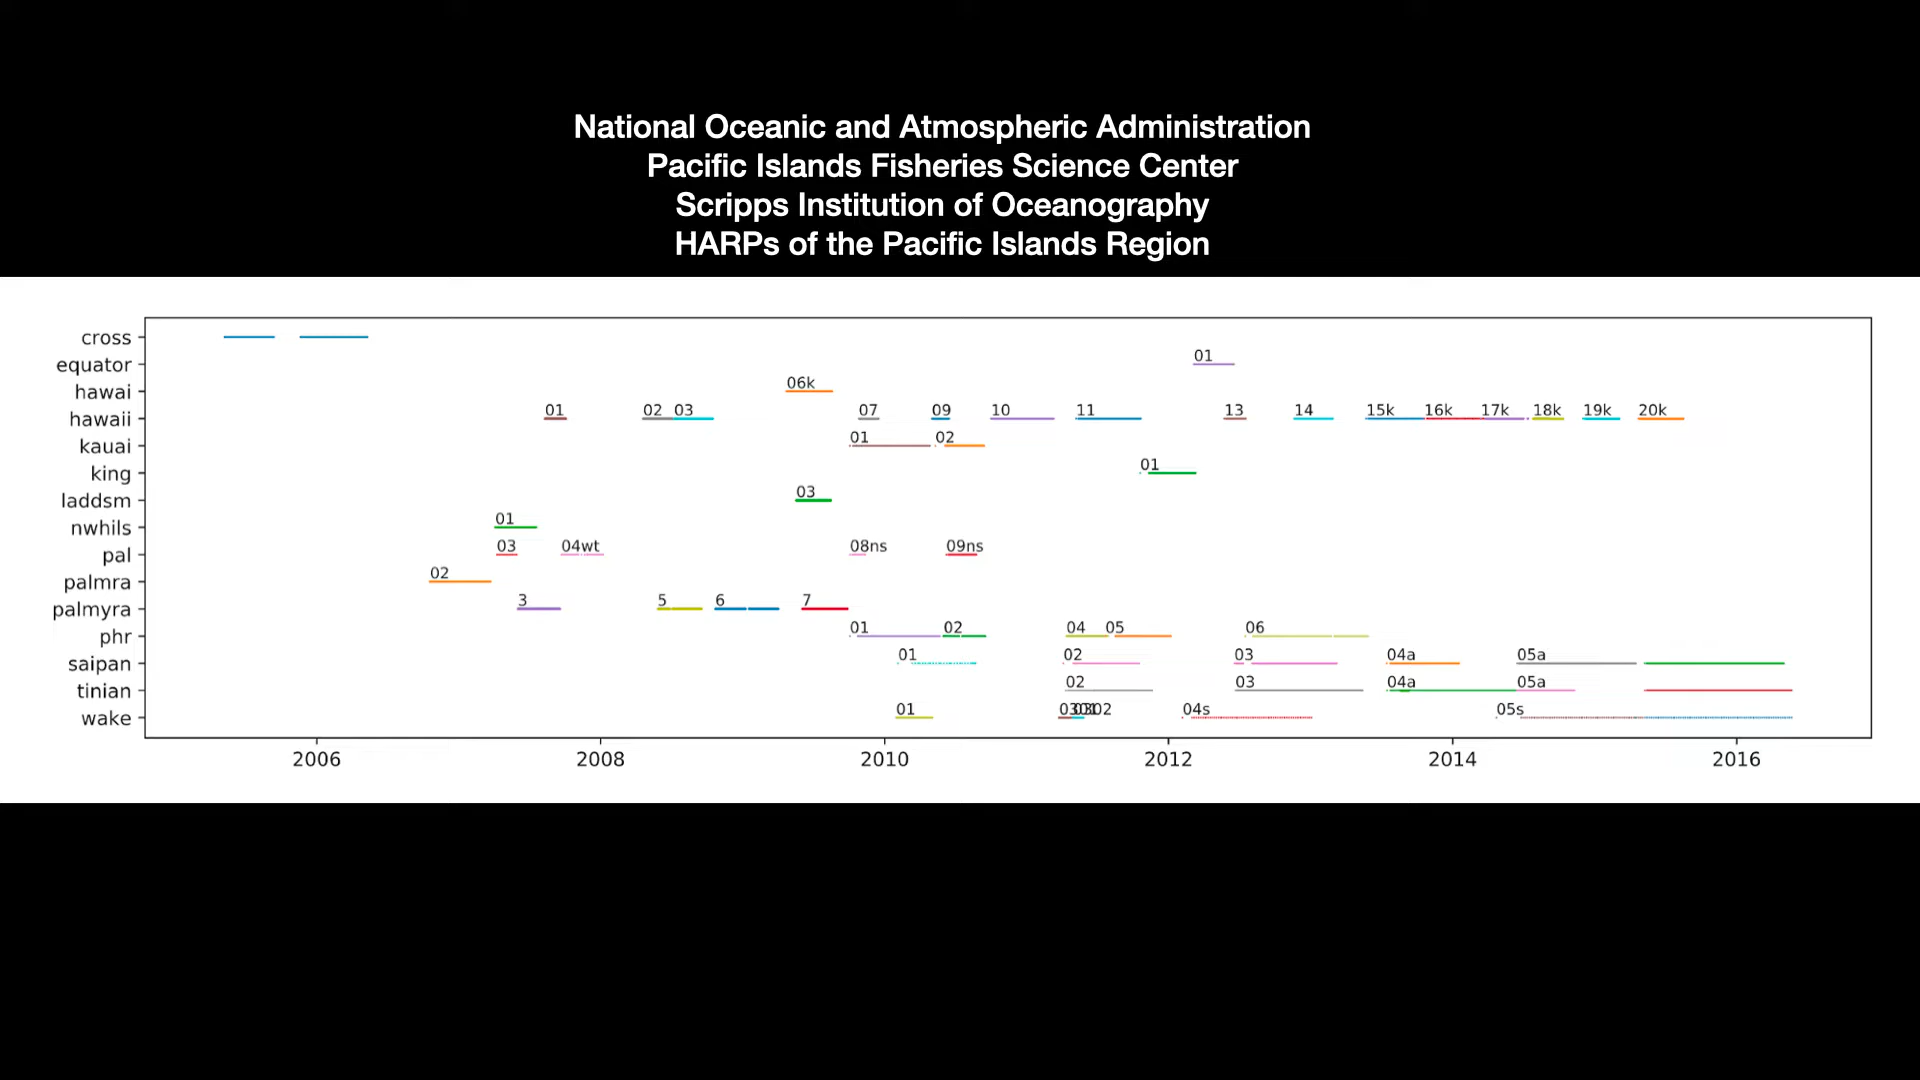 National Oceanic and Atmospheric Administration
Pacific Islands Fisheries Science Center
Scripps Institution of Oceanography
HARPs of the Pacific Islands Region
cross
equator 01
hawai 06k
hawaii 01 02 03 07 09 10 11 13 14 15k 16k 17k 18k 19k 20k
kauai 01 02
king 01
laddsm 03
nwhils 01
pal 03 04wt 08ns 09ns
palmra 02
palmyra 3 5 6 7
phr 01 02 04 05 06
saipan 01 02 03 04a 05a
tinian 02 03 04a 05a
wake 01 04s 05s
2006 2008 2010 2012 2014 2016